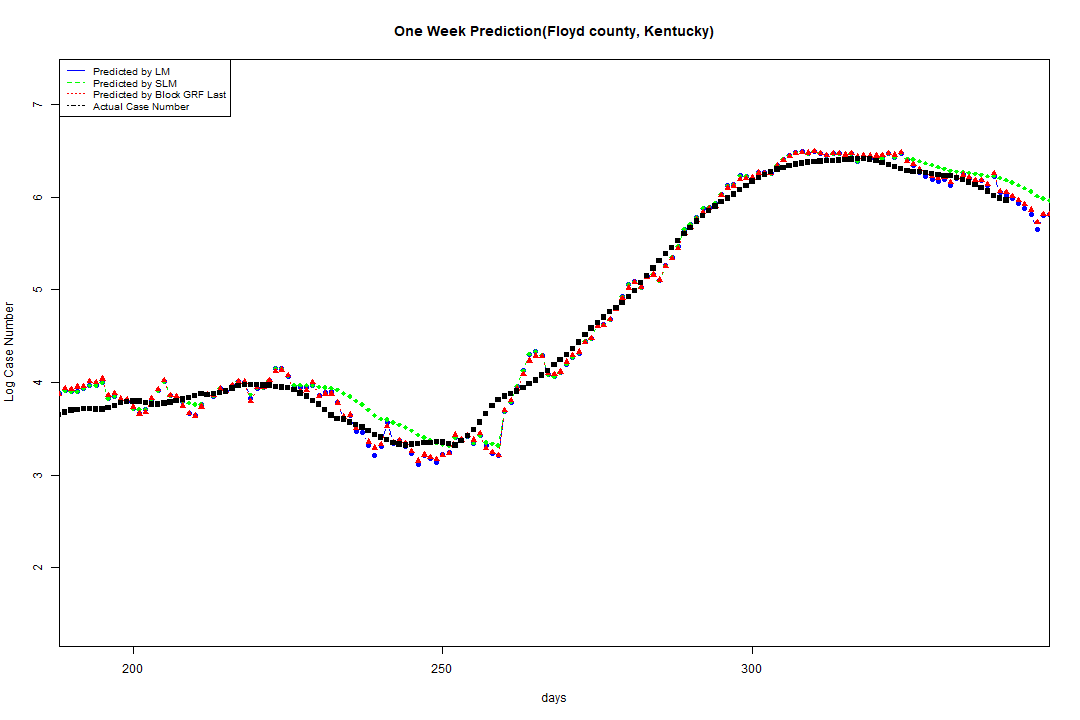 One Week Prediction(Floyd county, Kentucky)
Predicted by LM
Predicted by SLM
Predicted by Block GRF Last
Actual Case Number
7
6
5
4
3
2
Log Case Number
200
250
300
days